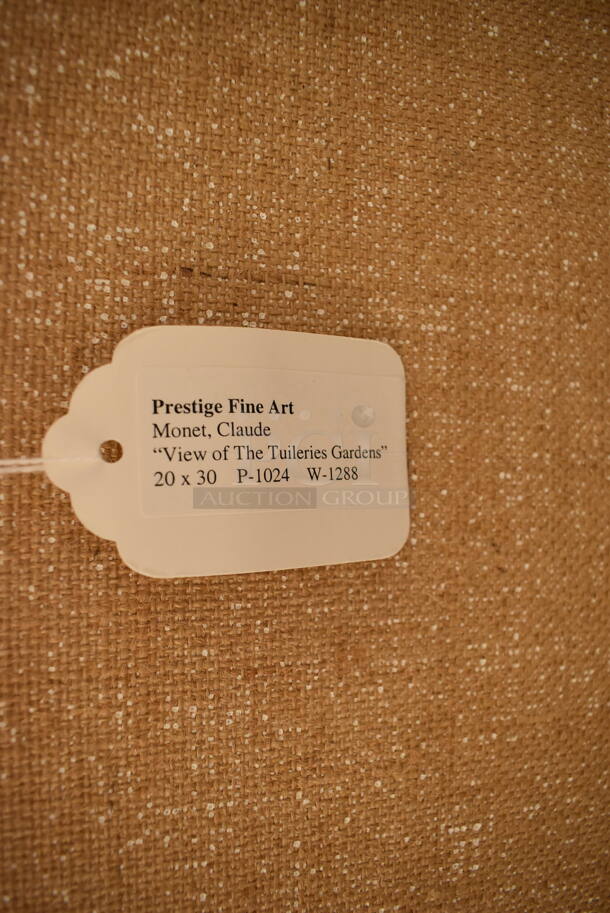 Prestige Fine Art
Monet, Claude
“View of The Tuileries Gardens”
20 x 30 P-1024 W-1288
AUCTION GROUP